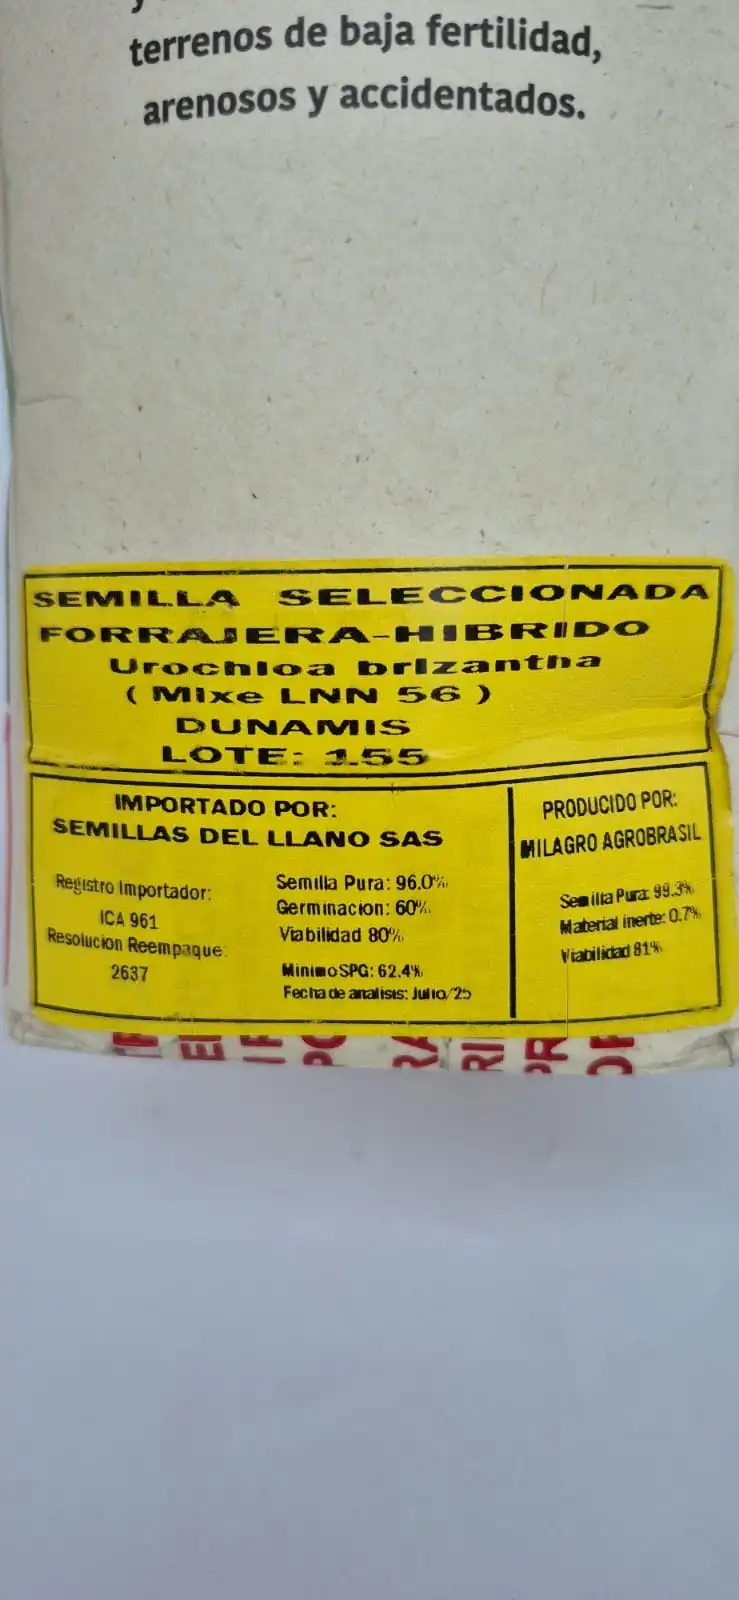 terrenos de baja fertilidad,
arenosos y accidentados.
SEMILLA SELECCIONADA
FORRAJERA-HIBRIDO
Urochloa brIzantha
( MIxe LNN 56 )
DUNAMIS
LOTE: 155
IMPORTADO POR:
SEMILLAS DEL LLANO SAS
Registro Importador:
ICA 961
Resolucion Reempaque:
2637
Semilla Pura: 96.0%
Germinacion: 60%
Viabilidad 80%
Minimo SPG: 62.4%
Fecha de analisis: Julio/25
PRODUCIDO POR:
MILAGRO AGROBRASIL
Semilla Pura: 99.3%
Material inerte: 0.7%
Viabilidad 81%